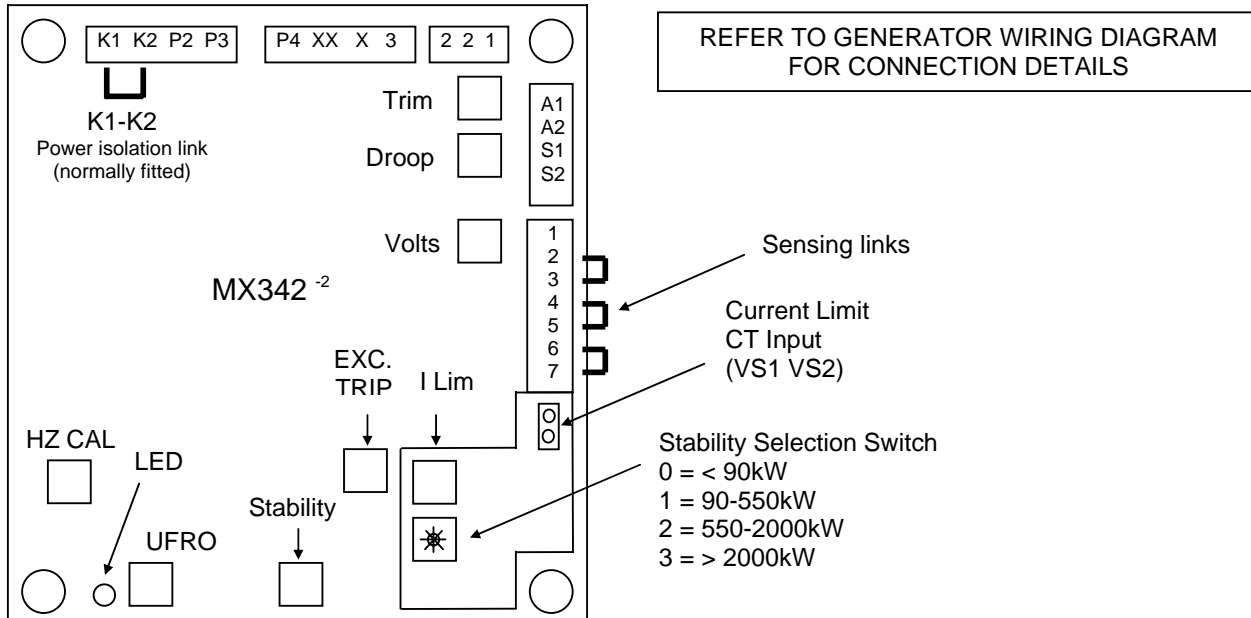 K1 K2 P2 P3
P4 XX X 3
2 2 1
REFER TO GENERATOR WIRING DIAGRAM
FOR CONNECTION DETAILS
K1-K2
Power isolation link
(normally fitted)
Trim
Droop
Volts
A1
A2
S1
S2
1
2
3
4
5
6
7
Sensing links
MX342 -2
Current Limit
CT Input
(VS1 VS2)
EXC.
TRIP
I Lim
HZ CAL
LED
Stability
UFRO
Stability Selection Switch
0 = < 90kW
1 = 90-550kW
2 = 550-2000kW
3 = > 2000kW